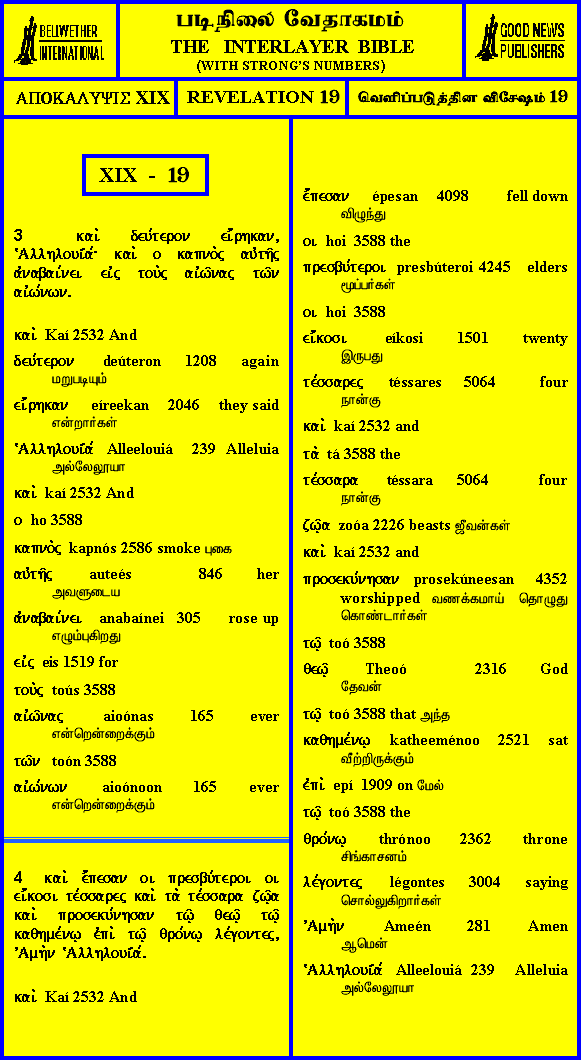 BELLWETHER
INTERNATIONAL
படிநிலை வேதாகமம்
THE INTERLAYER BIBLE
(WITH STRONG'S NUMBERS)
GOOD NEWS
PUBLISHERS
ΑΠΟΚΑΛΥΨΙΣ XIX
REVELATION 19
வெளிப்படுத்தின விசேஷம் 19
XIX - 19
3 καὶ δεύτερον εἴρηκαν,
Ἁλληλουϊά· καὶ ο καπνὸς αὐτῆς
ἀναβαίνει εἰς τοὺς αἰῶνας τῶν
αἰώνων.
καὶ Kaí 2532 And
δεύτερον deúteron 1208 again
மறுபடியும்
εἴρηκαν eíreekan 2046 they said
என்றார்கள்
Ἁλληλουϊά Alleelouiá 239 Alleluia
அல்லேலூயா
καὶ kaí 2532 And
ο ho 3588
καπνὸς kapnós 2586 smoke புகை
αὐτῆς auteés 846 her
அவளுடைய
ἀναβαίνει anabaínei 305 rose up
எழும்புகிறது
εἰς eis 1519 for
τοὺς toús 3588
αἰῶνας aioónas 165 ever
என்றென்றைக்கும்
τῶν toón 3588
αἰώνων aioónoon 165 ever
என்றென்றைக்கும்
4 καὶ ἔπεσαν οι πρεσβύτεροι οι
εἴκοσι τέσσαρες καὶ τὰ τέσσαρα ζῷα
καὶ προσεκύνησαν τῷ θεῷ τῷ
καθημένῳ ἐπὶ τῷ θρόνῳ λέγοντες,
Ἀμὴν Ἁλληλουϊά.
καὶ Kaí 2532 And
ἔπεσαν épesan 4098 fell down
விழுந்து
οι hoi 3588 the
πρεσβύτεροι presbúteroi 4245 elders
மூப்பர்கள்
οι hoi 3588
εἴκοσι eíkosi 1501 twenty
இருபது
τέσσαρες téssares 5064 four
நான்கு
καὶ kaí 2532 and
τὰ tá 3588 the
τέσσαρα téssara 5064 four
நான்கு
ζῷα zoóa 2226 beasts ஜீவன்கள்
καὶ kaí 2532 and
προσεκύνησαν prosekúneesan 4352
worshipped வணக்கமாய் தொழுது
கொண்டார்கள்
τῷ toó 3588
θεῷ Theoó 2316 God
தேவன்
τῷ toó 3588 that அந்த
καθημένῳ katheeménoo 2521 sat
வீற்றிருக்கும்
ἐπὶ epí 1909 on மேல்
τῷ toó 3588 the
θρόνῳ thrónoo 2362 throne
சிங்காசனம்
λέγοντες légontes 3004 saying
சொல்லுகிறார்கள்
Ἀμὴν Ameén 281 Amen
ஆமென்
Ἁλληλουϊά Alleelouiá 239 Alleluia
அல்லேலூயா